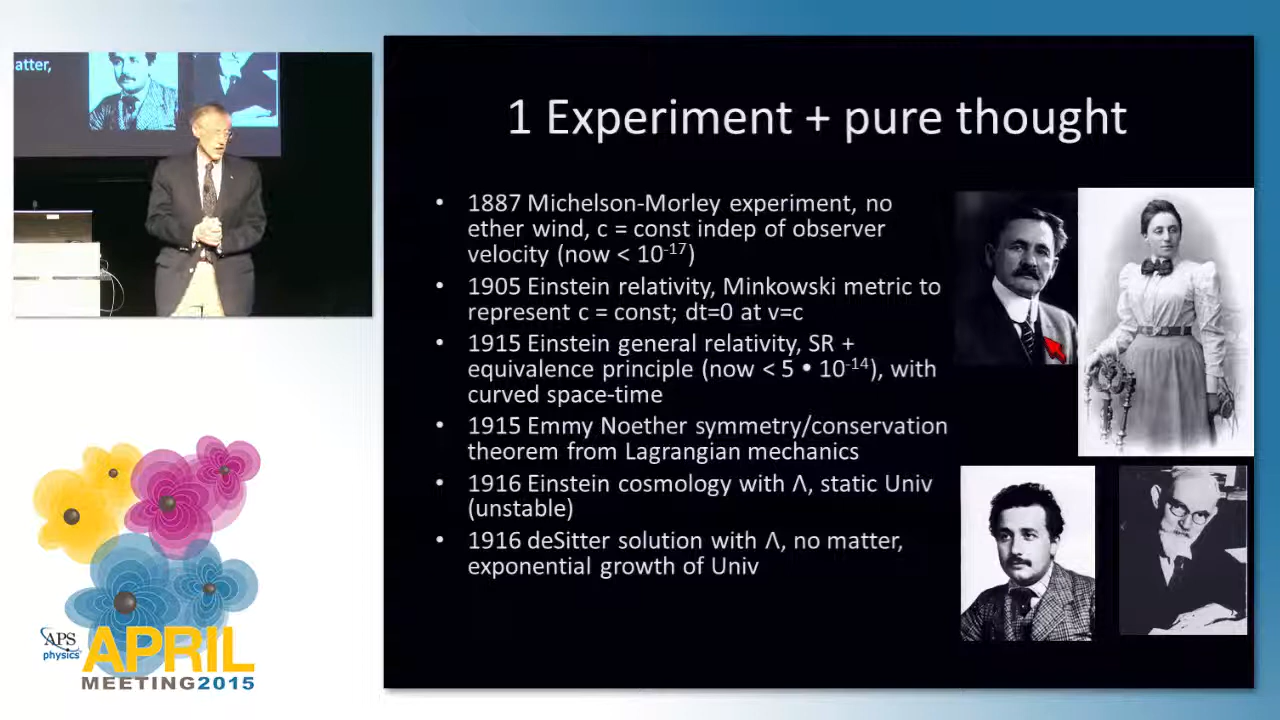 atter,
1 Experiment + pure thought
• 1887 Michelson-Morley experiment, no
ether wind, c = const indep of observer
velocity (now < 10⁻¹⁷)
• 1905 Einstein relativity, Minkowski metric to
represent c = const; dt=0 at v=c
• 1915 Einstein general relativity, SR +
equivalence principle (now < 5 • 10⁻¹⁴), with
curved space-time
• 1915 Emmy Noether symmetry/conservation
theorem from Lagrangian mechanics
• 1916 Einstein cosmology with Λ, static Univ
(unstable)
• 1916 deSitter solution with Λ, no matter,
exponential growth of Univ
APS
physics
APRIL
MEETING2015